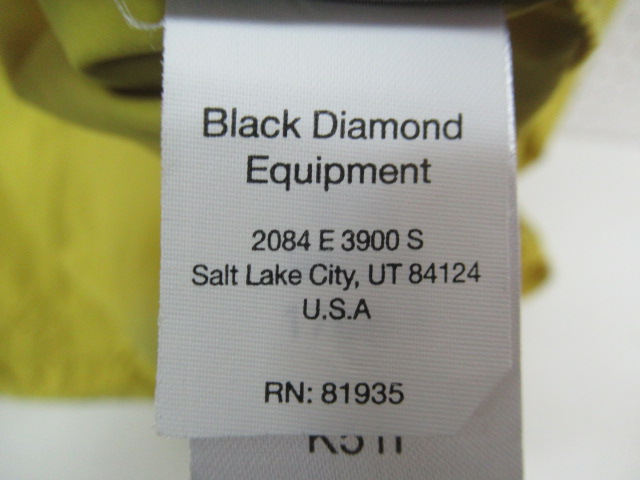 Black Diamond
Equipment
2084 E 3900 S
Salt Lake City, UT 84124
U.S.A
RN: 81935